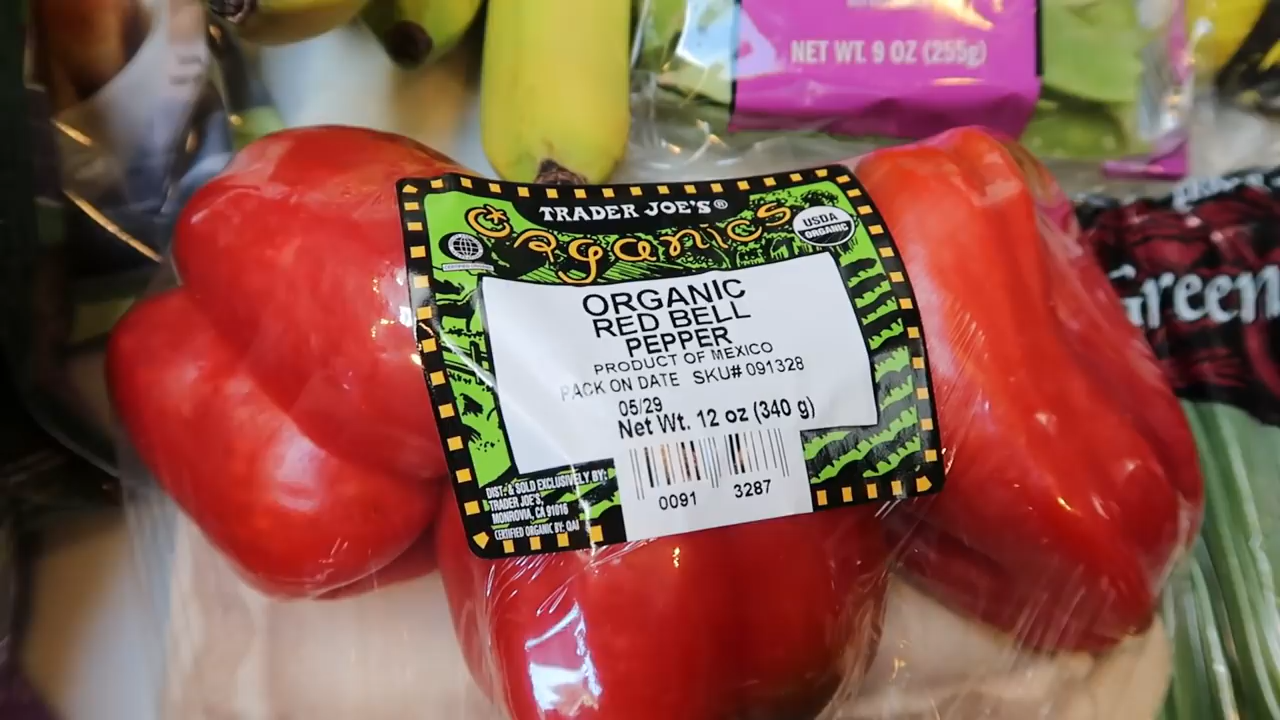 NET WT. 9 OZ (255g)
TRADER JOE'S®
Organics
USDA
ORGANIC
ORGANIC
RED BELL
PEPPER
PRODUCT OF MEXICO
PACK ON DATE SKU# 091328
05/29
Net Wt. 12 oz (340 g)
0091 3287
DIST. & SOLD EXCLUSIVELY BY:
TRADER JOE'S,
MONROVIA, CA 91016
CERTIFIED ORGANIC BY: QAI
Green